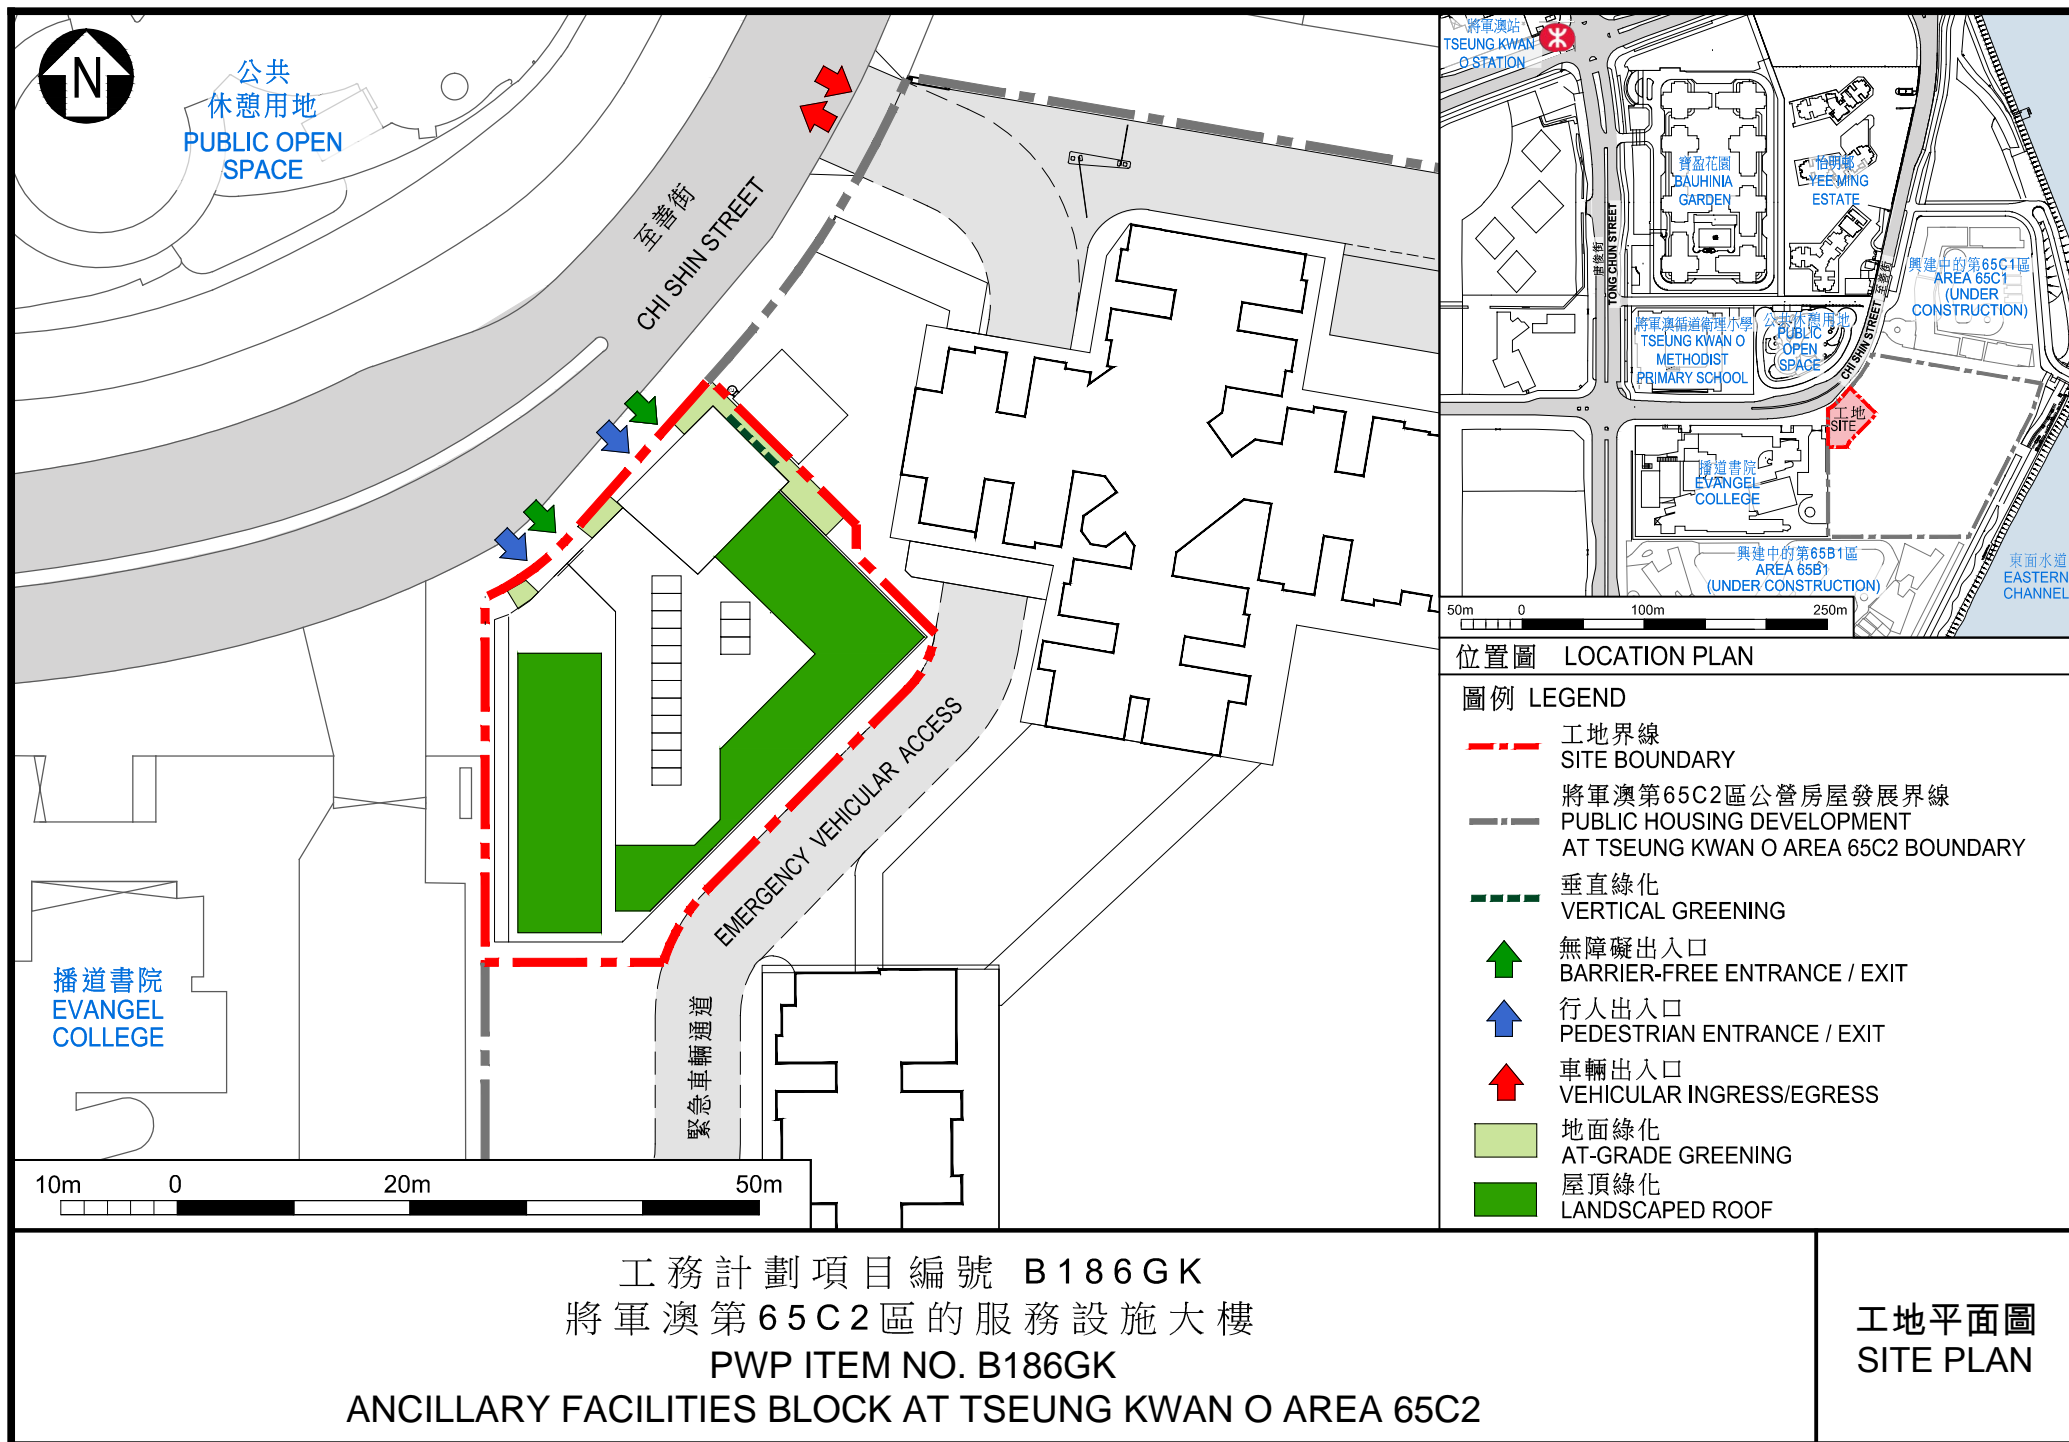 N
公共
休憩用地
PUBLIC OPEN
SPACE
至善街
CHI SHIN STREET
EMERGENCY VEHICULAR ACCESS
緊急車輛通道
播道書院
EVANGEL
COLLEGE
10m 0 20m 50m
將軍澳站
TSEUNG KWAN
O STATION
寶盈花園
BAUHINIA
GARDEN
怡明邨
YEE MING
ESTATE
唐俊街
TONG CHUN STREET
至善街
CHI SHIN STREET
興建中的第65C1區
AREA 65C1
(UNDER
CONSTRUCTION)
將軍澳循道衛理小學
TSEUNG KWAN O
METHODIST
PRIMARY SCHOOL
公共休憩用地
PUBLIC
OPEN
SPACE
工地
SITE
播道書院
EVANGEL
COLLEGE
興建中的第65B1區
AREA 65B1
(UNDER CONSTRUCTION)
東面水道
EASTERN
CHANNEL
50m 0 100m 250m
位置圖 LOCATION PLAN
圖例 LEGEND
工地界線
SITE BOUNDARY
將軍澳第65C2區公營房屋發展界線
PUBLIC HOUSING DEVELOPMENT
AT TSEUNG KWAN O AREA 65C2 BOUNDARY
垂直綠化
VERTICAL GREENING
無障礙出入口
BARRIER-FREE ENTRANCE / EXIT
行人出入口
PEDESTRIAN ENTRANCE / EXIT
車輛出入口
VEHICULAR INGRESS/EGRESS
地面綠化
AT-GRADE GREENING
屋頂綠化
LANDSCAPED ROOF
工務計劃項目編號 B186GK
將軍澳第65C2區的服務設施大樓
PWP ITEM NO. B186GK
ANCILLARY FACILITIES BLOCK AT TSEUNG KWAN O AREA 65C2
工地平面圖
SITE PLAN